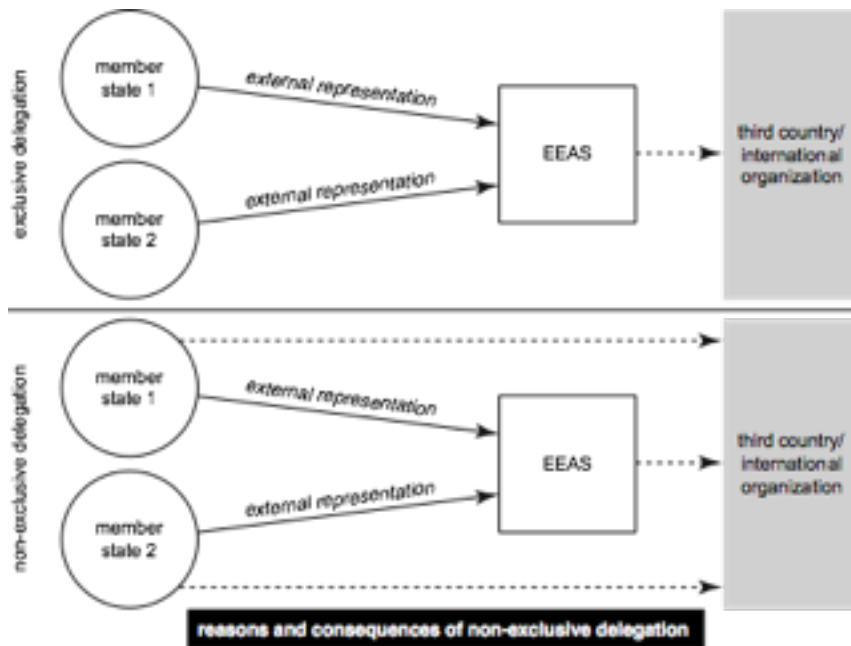 exclusive delegation
member
state 1
external representation
member
state 2
external representation
EEAS
third country/
international
organization
non-exclusive delegation
member
state 1
external representation
member
state 2
external representation
EEAS
third country/
international
organization
reasons and consequences of non-exclusive delegation